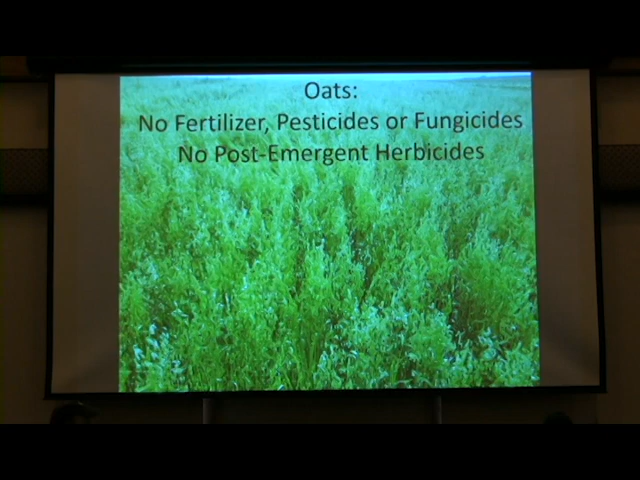 Oats:
No Fertilizer, Pesticides or Fungicides
No Post-Emergent Herbicides